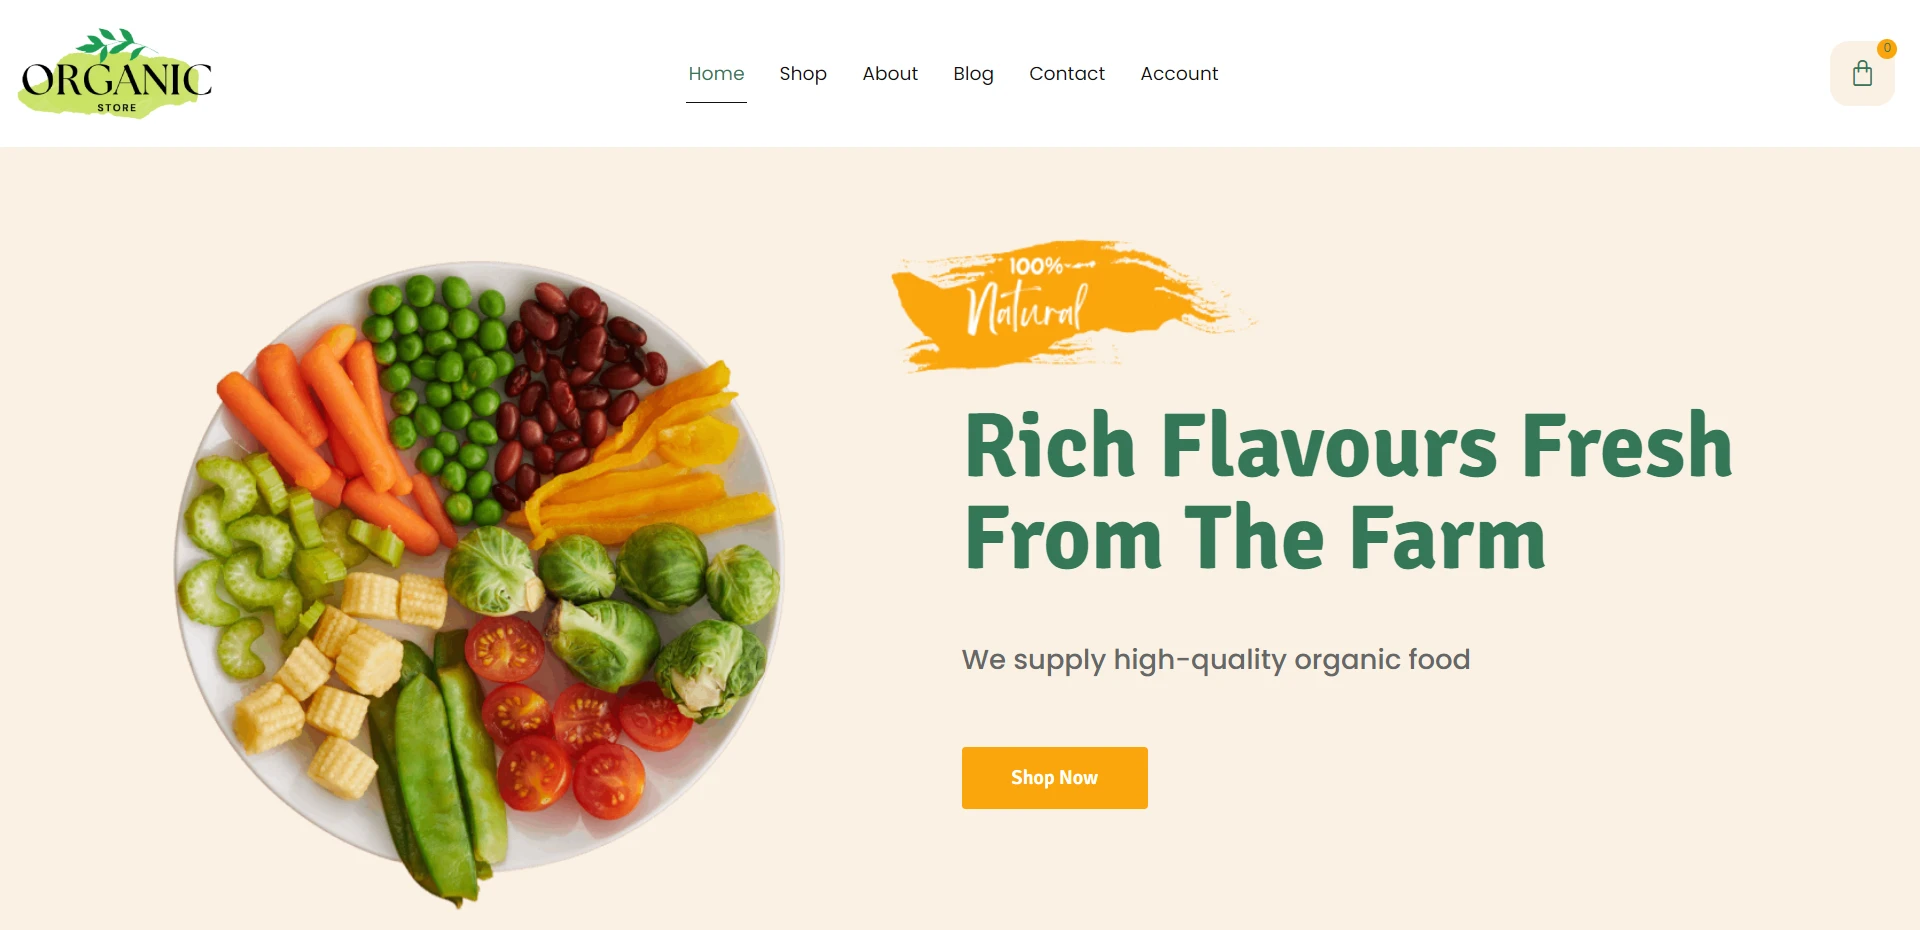 ORGANIC
STORE
Home Shop About Blog Contact Account
0
100%
Natural
Rich Flavours Fresh
From The Farm
We supply high-quality organic food
Shop Now